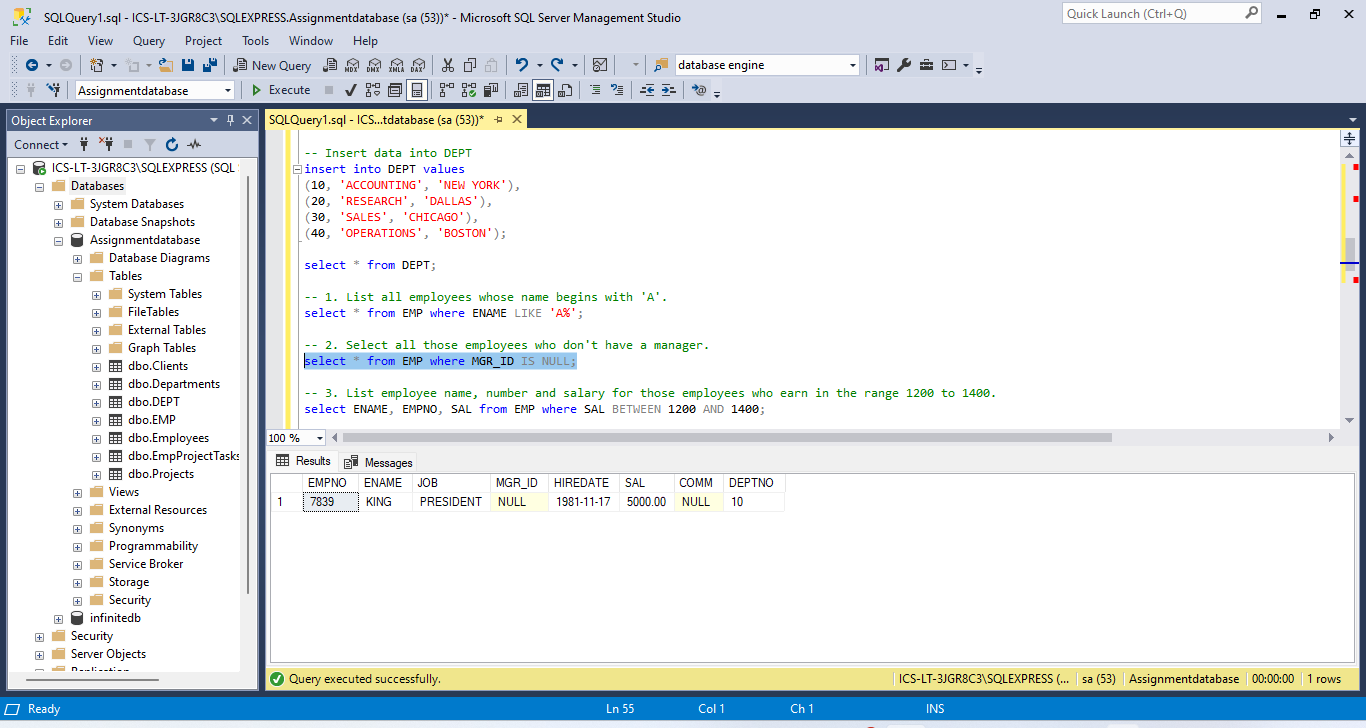 SQLQuery1.sql - ICS-LT-3JGR8C3\SQLEXPRESS.Assignmentdatabase (sa (53))* - Microsoft SQL Server Management Studio
Quick Launch (Ctrl+Q)
File Edit View Query Project Tools Window Help
New Query MDX DMX XMLA DAX database engine
Assignmentdatabase Execute
Object Explorer
SQLQuery1.sql - ICS...tdatabase (sa (53))*
Connect
ICS-LT-3JGR8C3\SQLEXPRESS (SQL
Databases
System Databases
Database Snapshots
Assignmentdatabase
Database Diagrams
Tables
System Tables
FileTables
External Tables
Graph Tables
dbo.Clients
dbo.Departments
dbo.DEPT
dbo.EMP
dbo.Employees
dbo.EmpProjectTasks
dbo.Projects
Views
External Resources
Synonyms
Programmability
Service Broker
Storage
Security
infinitedb
Security
Server Objects
Replication
-- Insert data into DEPT
insert into DEPT values
(10, 'ACCOUNTING', 'NEW YORK'),
(20, 'RESEARCH', 'DALLAS'),
(30, 'SALES', 'CHICAGO'),
(40, 'OPERATIONS', 'BOSTON');
select * from DEPT;
-- 1. List all employees whose name begins with 'A'.
select * from EMP where ENAME LIKE 'A%';
-- 2. Select all those employees who don't have a manager.
select * from EMP where MGR_ID IS NULL;
-- 3. List employee name, number and salary for those employees who earn in the range 1200 to 1400.
select ENAME, EMPNO, SAL from EMP where SAL BETWEEN 1200 AND 1400;
100 %
Results Messages
EMPNO ENAME JOB MGR_ID HIREDATE SAL COMM DEPTNO
1 7839 KING PRESIDENT NULL 1981-11-17 5000.00 NULL 10
Query executed successfully. ICS-LT-3JGR8C3\SQLEXPRESS (... sa (53) Assignmentdatabase 00:00:00 1 rows
Ready Ln 55 Col 1 Ch 1 INS